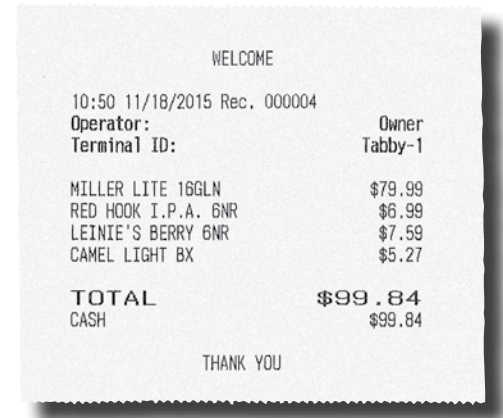 WELCOME
10:50 11/18/2015 Rec. 000004
Operator: Owner
Terminal ID: Tabby-1
MILLER LITE 16GLN $79.99
RED HOOK I.P.A. 6NR $6.99
LEINIE'S BERRY 6NR $7.59
CAMEL LIGHT BX $5.27
TOTAL $99.84
CASH $99.84
THANK YOU